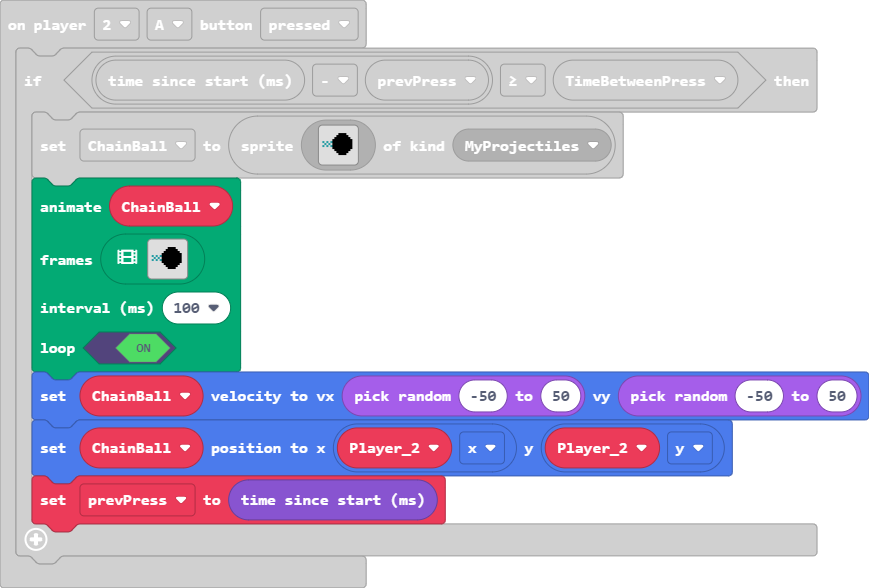 on player 2 A button pressed
if time since start (ms) - prevPress ≥ TimeBetweenPress then
set ChainBall to sprite of kind MyProjectiles
animate ChainBall
frames
interval (ms) 100
loop ON
set ChainBall velocity to vx pick random -50 to 50 vy pick random -50 to 50
set ChainBall position to x Player_2 x y Player_2 y
set prevPress to time since start (ms)